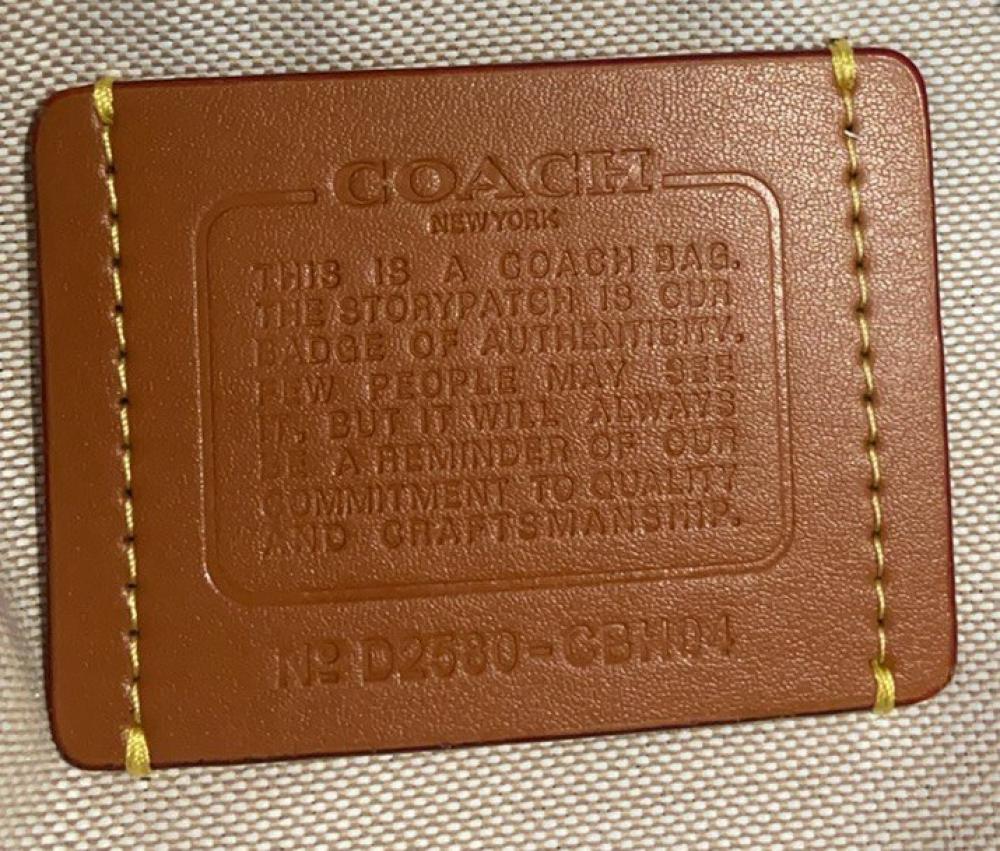 COACH
NEW YORK
THIS IS A COACH BAG.
THE STORYPATCH IS OUR
BADGE OF AUTHENTICITY.
FEW PEOPLE MAY SEE
IT, BUT IT WILL ALWAYS
BE A REMINDER OF OUR
COMMITMENT TO QUALITY
AND CRAFTSMANSHIP.
Nº D2580-CBH04